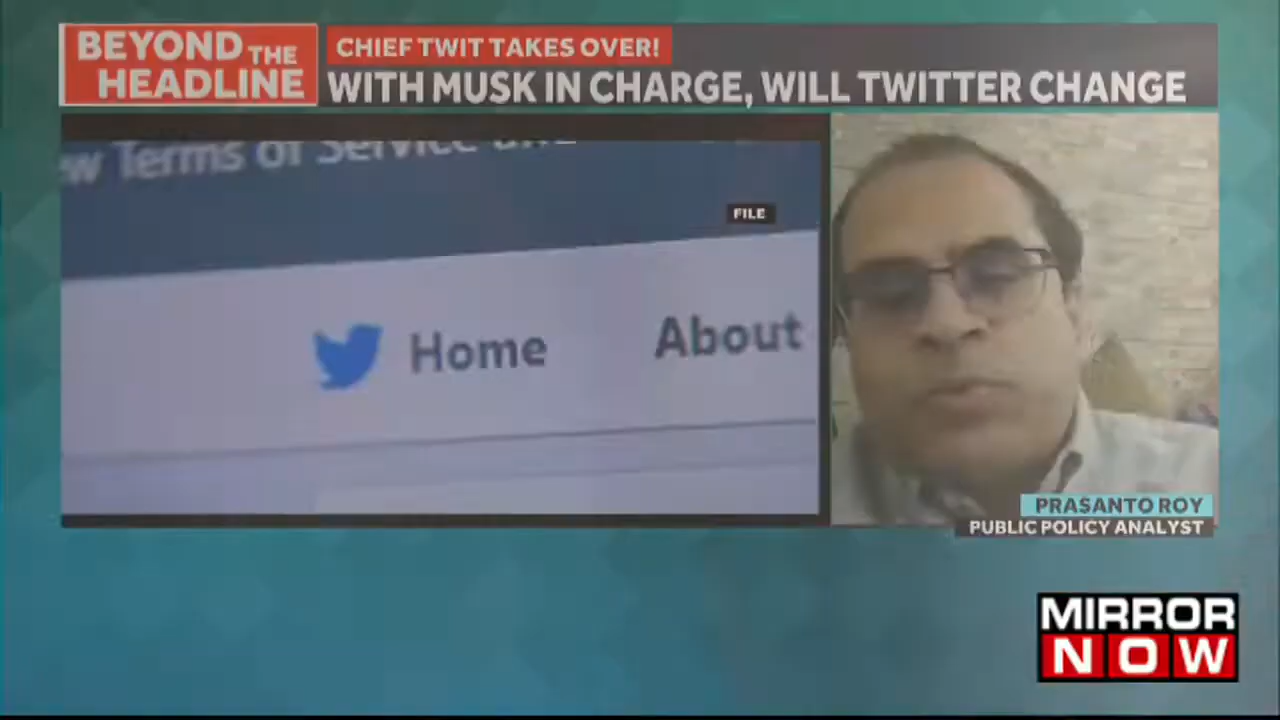 BEYOND THE
HEADLINE
CHIEF TWIT TAKES OVER!
WITH MUSK IN CHARGE, WILL TWITTER CHANGE
w Terms of Service
FILE
Home About
PRASANTO ROY
PUBLIC POLICY ANALYST
MIRROR
NOW